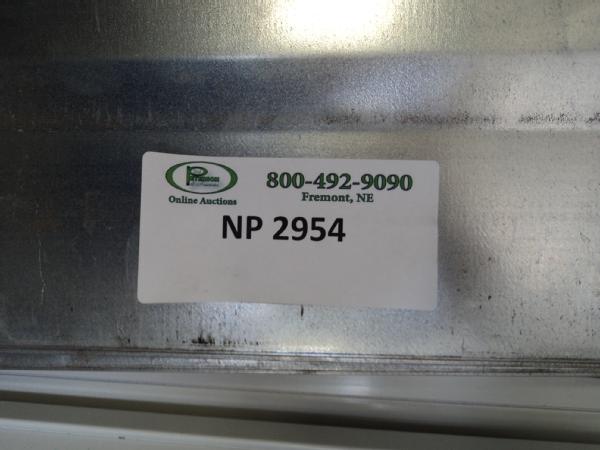 800-492-9090
Fremont, NE
Online Auctions
NP 2954